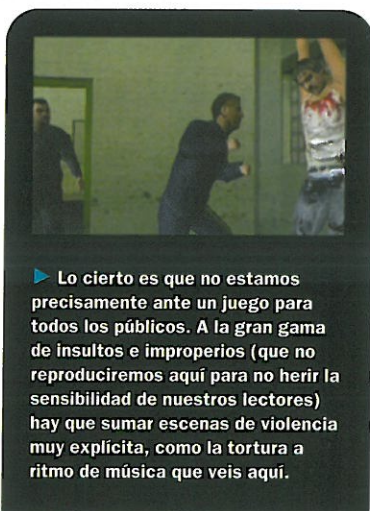 Lo cierto es que no estamos
precisamente ante un juego para
todos los públicos. A la gran gama
de insultos e improperios (que no
reproduciremos aquí para no herir la
sensibilidad de nuestros lectores)
hay que sumar escenas de violencia
muy explícita, como la tortura a
ritmo de música que veis aquí.